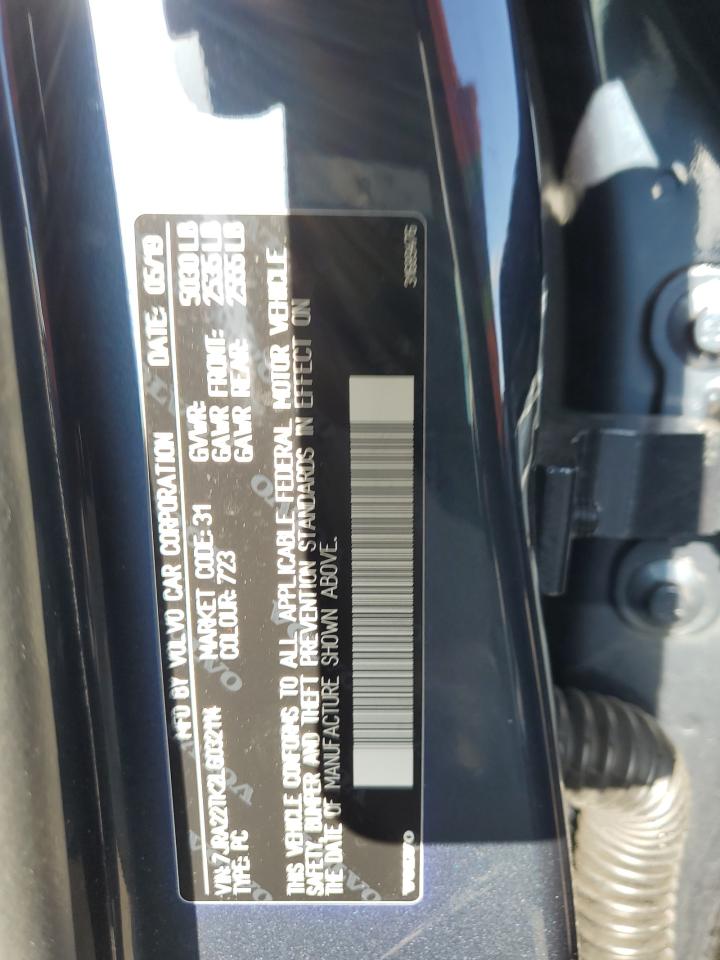 MFD BY VOLVO CAR CORPORATION DATE: 05/19
VIN: 7JRA22TK2LG032114
TYPE: PC
MARKET CODE: 31
COLOUR: 723
GVWR: 5030 LB
GAWR FRONT: 2535 LB
GAWR REAR: 2565 LB
THIS VEHICLE CONFORMS TO ALL APPLICABLE FEDERAL MOTOR VEHICLE
SAFETY, BUMPER AND THEFT PREVENTION STANDARDS IN EFFECT ON
THE DATE OF MANUFACTURE SHOWN ABOVE.
VOLVO